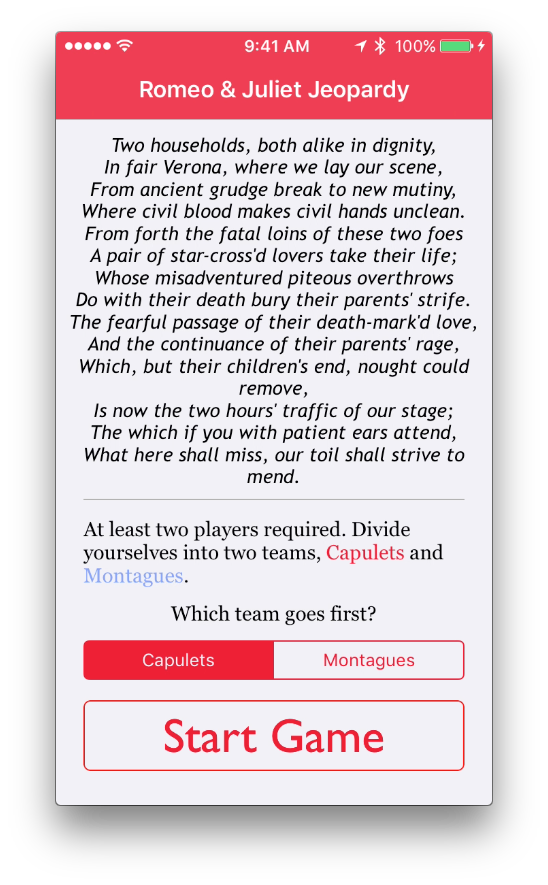 9:41 AM 100%
Romeo & Juliet Jeopardy
Two households, both alike in dignity,
In fair Verona, where we lay our scene,
From ancient grudge break to new mutiny,
Where civil blood makes civil hands unclean.
From forth the fatal loins of these two foes
A pair of star-cross'd lovers take their life;
Whose misadventured piteous overthrows
Do with their death bury their parents' strife.
The fearful passage of their death-mark'd love,
And the continuance of their parents' rage,
Which, but their children's end, nought could
remove,
Is now the two hours' traffic of our stage;
The which if you with patient ears attend,
What here shall miss, our toil shall strive to
mend.
At least two players required. Divide
yourselves into two teams, Capulets and
Montagues.
Which team goes first?
Capulets Montagues
Start Game